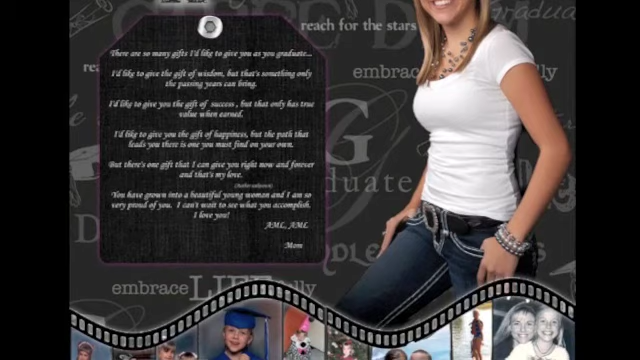 reach for the stars
There are so many gifts I'd like to give you as you graduate...
I'd like to give the gift of wisdom, but that's something only
the passing years can bring.
embrace
lly
I'd like to give you the gift of success , but that only has true
value when earned.
I'd like to give you the gift of happiness, but the path that
leads you there is one you must find on your own.
But there's one gift that I can give you right now and forever
and that's my love.
(Author unknown)
You have grown into a beautiful young woman and I am so
very proud of you. I can't wait to see what you accomplish.
I love you!
AML, AML
Mom
embrace LIFE fully